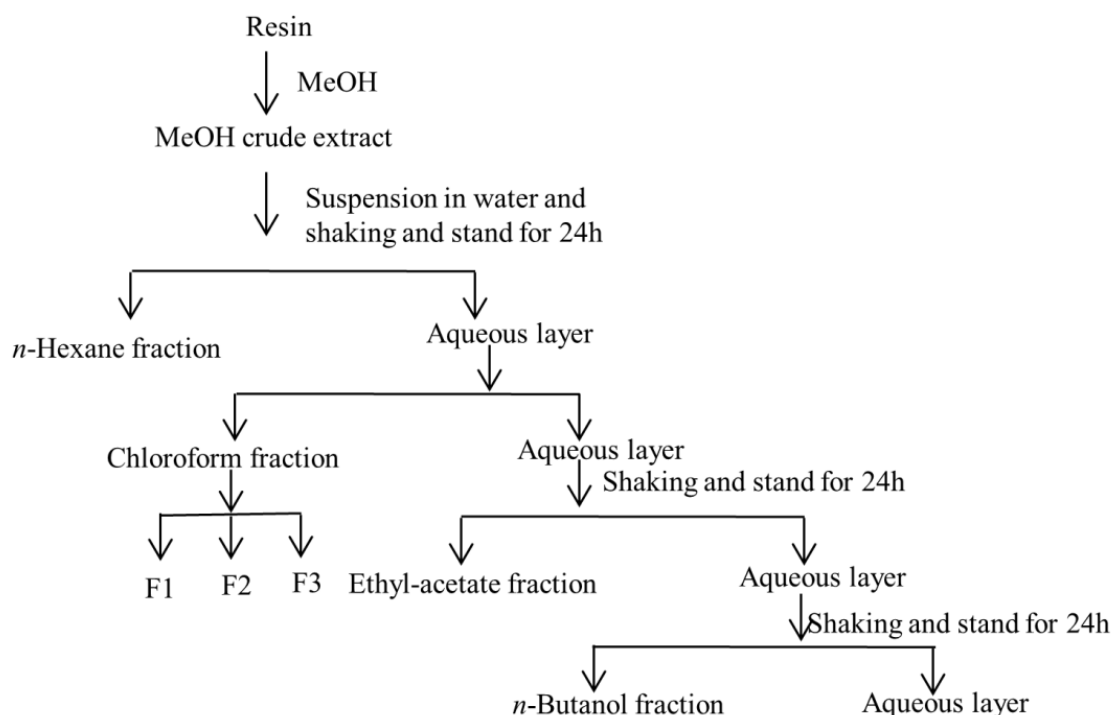 Resin
MeOH
MeOH crude extract
Suspension in water and
shaking and stand for 24h
n-Hexane fraction
Aqueous layer
Chloroform fraction
Aqueous layer
Shaking and stand for 24h
F1
F2
F3
Ethyl-acetate fraction
Aqueous layer
Shaking and stand for 24h
n-Butanol fraction
Aqueous layer